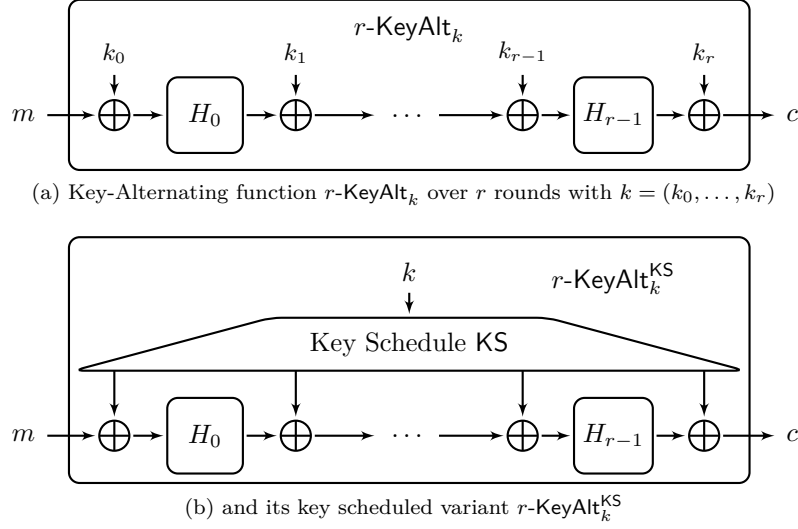 r-KeyAlt_k
k_0 k_1 k_{r−1} k_r
m H_0 ⋯ H_{r−1} c
(a) Key-Alternating function r-KeyAlt_k over r rounds with k = (k_0, …, k_r)
r-KeyAlt_k^{KS}
k
Key Schedule KS
m H_0 ⋯ H_{r−1} c
(b) and its key scheduled variant r-KeyAlt_k^{KS}